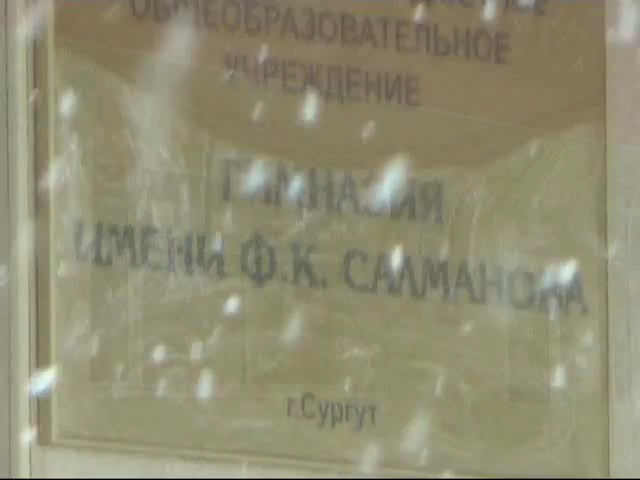 ОБЩЕОБРАЗОВАТЕЛЬНОЕ
УЧРЕЖДЕНИЕ
ГИМНАЗИЯ
ИМЕНИ Ф.К. САЛМАНОВА
г.Сургут